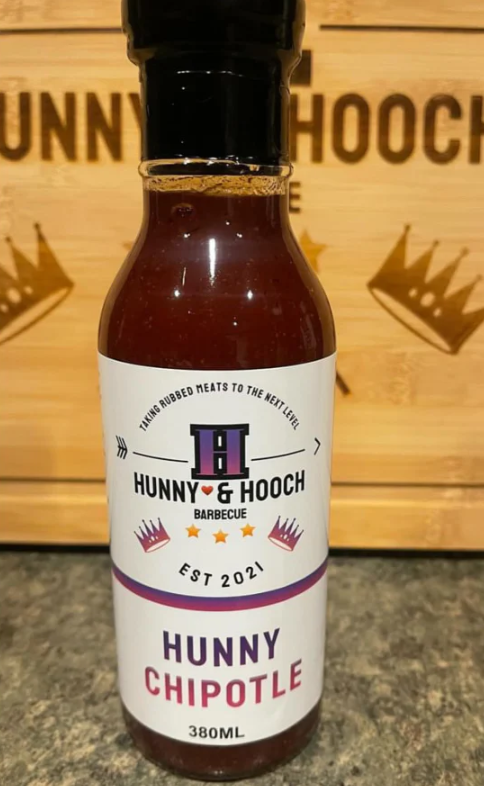 UNNY HOOCH
E
TAKING RUBBED MEATS TO THE NEXT LEVEL
H
HUNNY & HOOCH
BARBECUE
EST 2021
HUNNY
CHIPOTLE
380ML